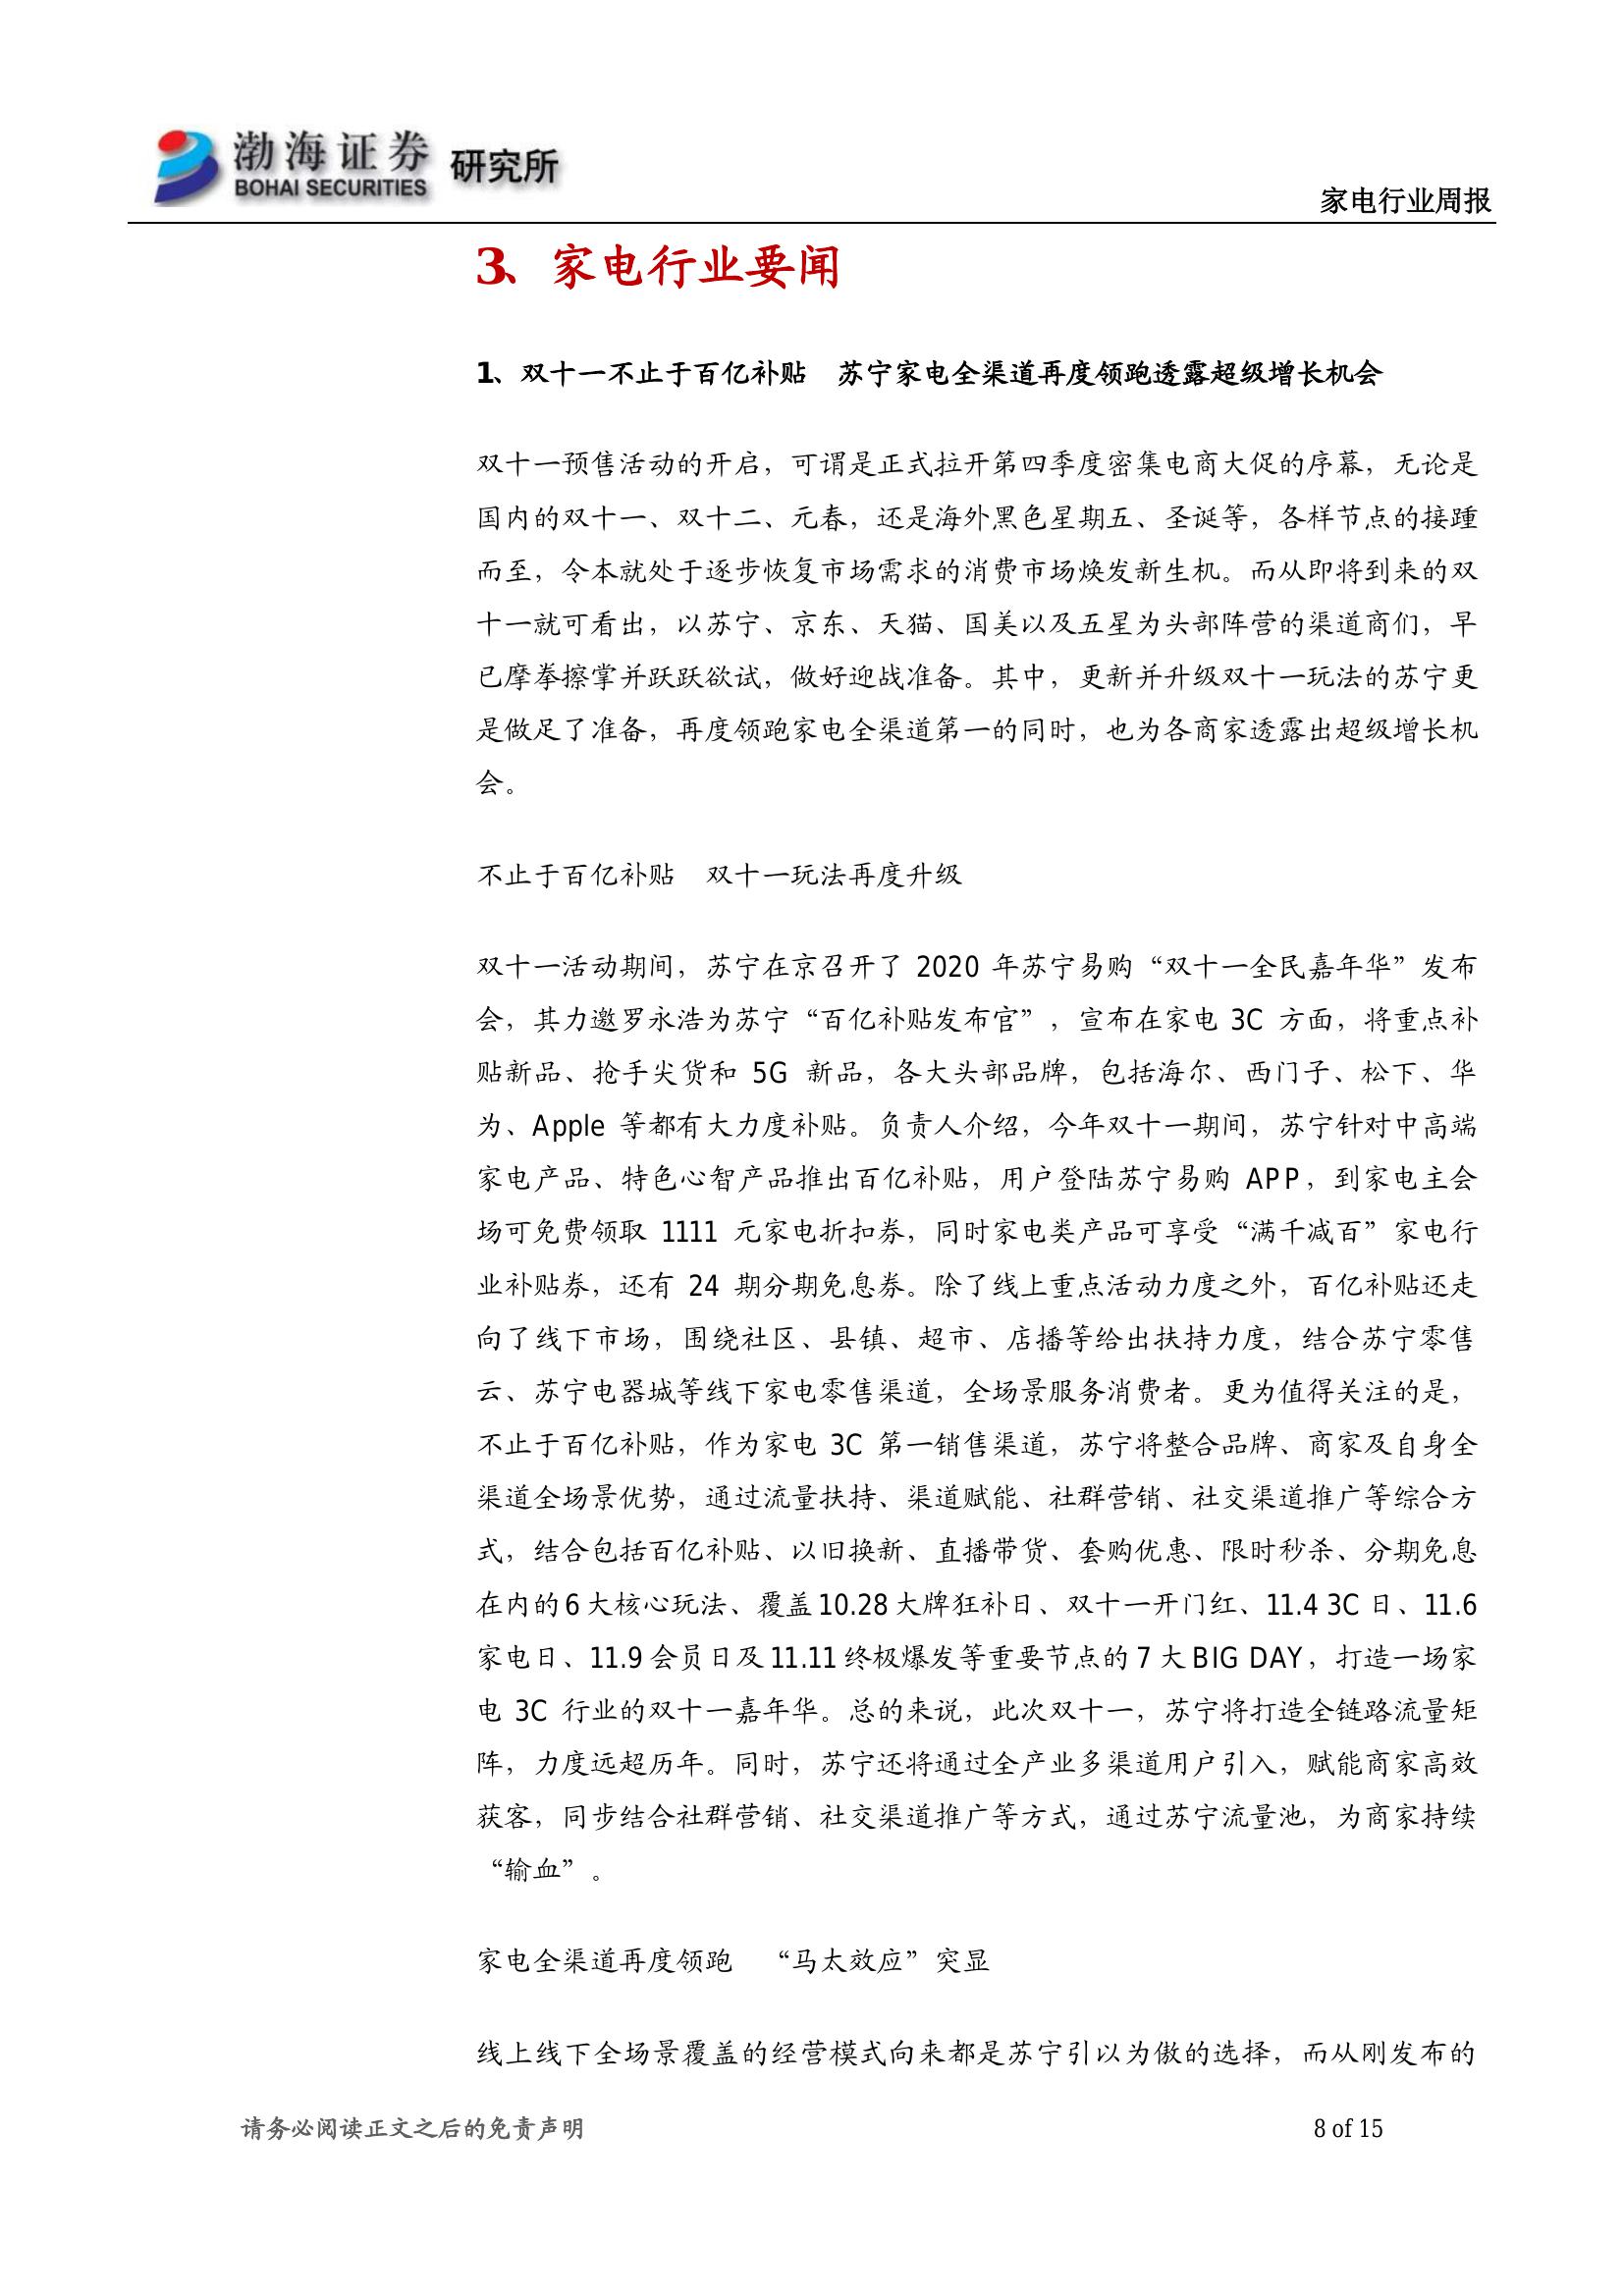 渤海证券 研究所
BOHAI SECURITIES
家电行业周报
3、家电行业要闻
1、双十一不止于百亿补贴　苏宁家电全渠道再度领跑透露超级增长机会
双十一预售活动的开启，可谓是正式拉开第四季度密集电商大促的序幕，无论是
国内的双十一、双十二、元春，还是海外黑色星期五、圣诞等，各样节点的接踵
而至，令本就处于逐步恢复市场需求的消费市场焕发新生机。而从即将到来的双
十一就可看出，以苏宁、京东、天猫、国美以及五星为头部阵营的渠道商们，早
已摩拳擦掌并跃跃欲试，做好迎战准备。其中，更新并升级双十一玩法的苏宁更
是做足了准备，再度领跑家电全渠道第一的同时，也为各商家透露出超级增长机
会。
不止于百亿补贴　双十一玩法再度升级
双十一活动期间，苏宁在京召开了 2020 年苏宁易购“双十一全民嘉年华”发布
会，其力邀罗永浩为苏宁“百亿补贴发布官”，宣布在家电 3C 方面，将重点补
贴新品、抢手尖货和 5G 新品，各大头部品牌，包括海尔、西门子、松下、华
为、Apple 等都有大力度补贴。负责人介绍，今年双十一期间，苏宁针对中高端
家电产品、特色心智产品推出百亿补贴，用户登陆苏宁易购 APP，到家电主会
场可免费领取 1111 元家电折扣券，同时家电类产品可享受“满千减百”家电行
业补贴券，还有 24 期分期免息券。除了线上重点活动力度之外，百亿补贴还走
向了线下市场，围绕社区、县镇、超市、店播等给出扶持力度，结合苏宁零售
云、苏宁电器城等线下家电零售渠道，全场景服务消费者。更为值得关注的是，
不止于百亿补贴，作为家电 3C 第一销售渠道，苏宁将整合品牌、商家及自身全
渠道全场景优势，通过流量扶持、渠道赋能、社群营销、社交渠道推广等综合方
式，结合包括百亿补贴、以旧换新、直播带货、套购优惠、限时秒杀、分期免息
在内的 6 大核心玩法、覆盖 10.28 大牌狂补日、双十一开门红、11.4 3C 日、11.6
家电日、11.9 会员日及 11.11 终极爆发等重要节点的 7 大 BIG DAY，打造一场家
电 3C 行业的双十一嘉年华。总的来说，此次双十一，苏宁将打造全链路流量矩
阵，力度远超历年。同时，苏宁还将通过全产业多渠道用户引入，赋能商家高效
获客，同步结合社群营销、社交渠道推广等方式，通过苏宁流量池，为商家持续
“输血”。
家电全渠道再度领跑　“马太效应”突显
线上线下全场景覆盖的经营模式向来都是苏宁引以为傲的选择，而从刚发布的
请务必阅读正文之后的免责声明
8 of 15